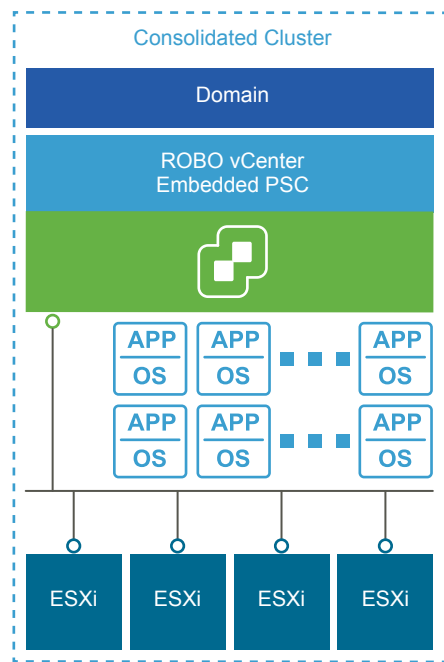 Consolidated Cluster
Domain
ROBO vCenter
Embedded PSC
APP APP APP
OS OS OS
APP APP APP
OS OS OS
ESXi ESXi ESXi ESXi